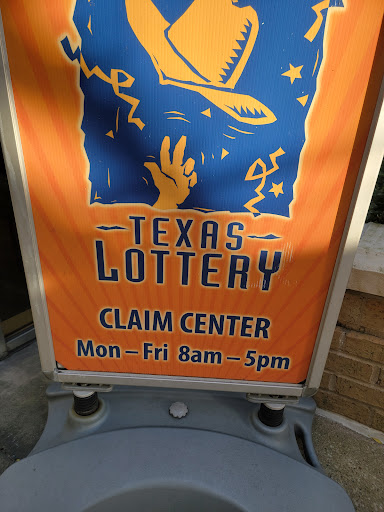 TEXAS
LOTTERY
CLAIM CENTER
Mon – Fri 8am – 5pm